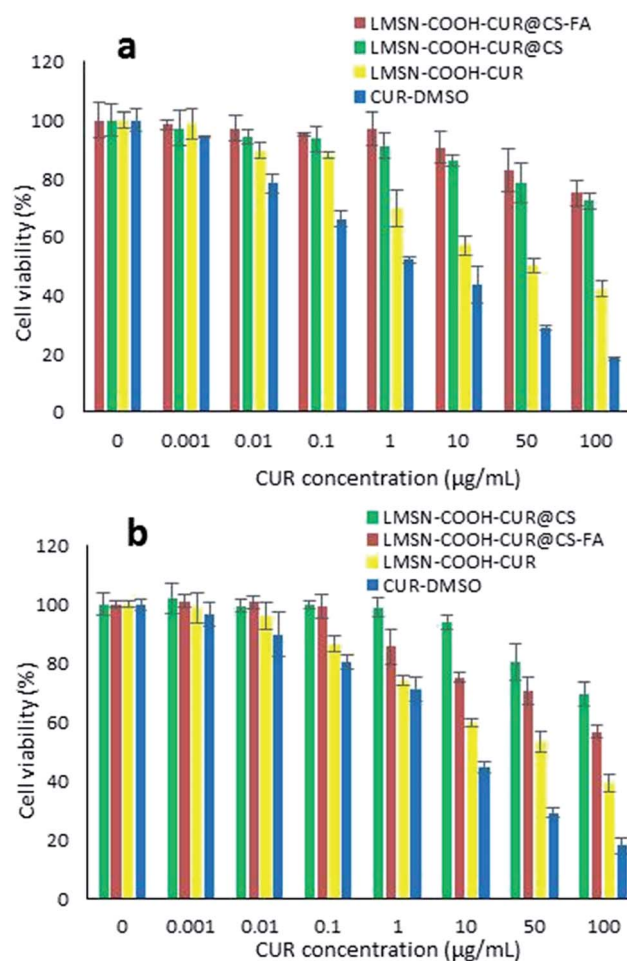 a
LMSN-COOH-CUR@CS-FA
LMSN-COOH-CUR@CS
LMSN-COOH-CUR
CUR-DMSO
120
100
80
60
40
20
0
Cell viability (%)
0 0.001 0.01 0.1 1 10 50 100
CUR concentration (µg/mL)
b
LMSN-COOH-CUR@CS
LMSN-COOH-CUR@CS-FA
LMSN-COOH-CUR
CUR-DMSO
120
100
80
60
40
20
0
Cell viability (%)
0 0.001 0.01 0.1 1 10 50 100
CUR concentration (µg/mL)